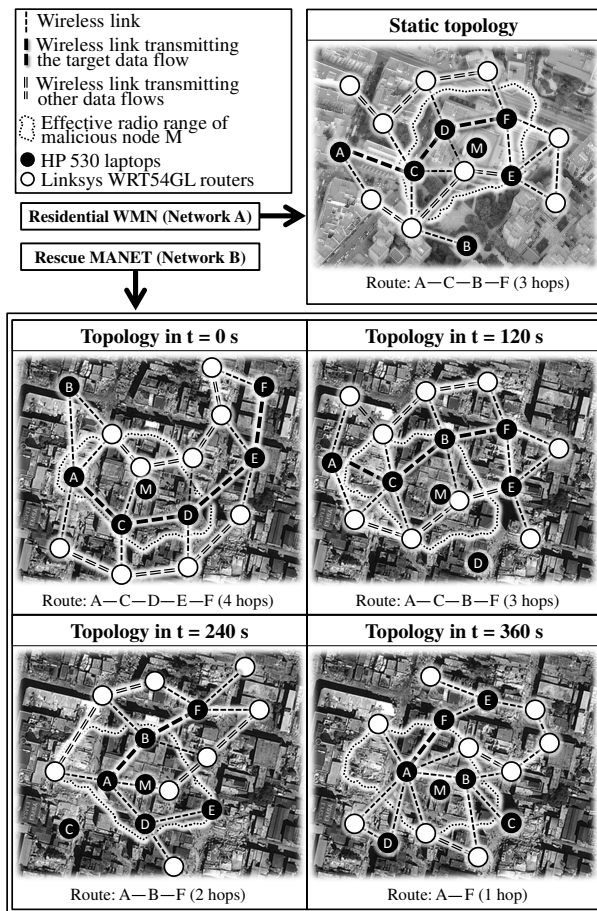 Wireless link
Wireless link transmitting
the target data flow
Wireless link transmitting
other data flows
Effective radio range of
malicious node M
HP 530 laptops
Linksys WRT54GL routers
Residential WMN (Network A)
Rescue MANET (Network B)
Static topology
A
C
D
F
M
E
B
Route: A—C—B—F (3 hops)
Topology in t = 0 s
B
F
A
M
E
C
D
Route: A—C—D—E—F (4 hops)
Topology in t = 120 s
A
C
B
F
M
E
D
Route: A—C—B—F (3 hops)
Topology in t = 240 s
F
B
A
M
E
C
D
Route: A—B—F (2 hops)
Topology in t = 360 s
E
F
A
B
M
C
D
Route: A—F (1 hop)